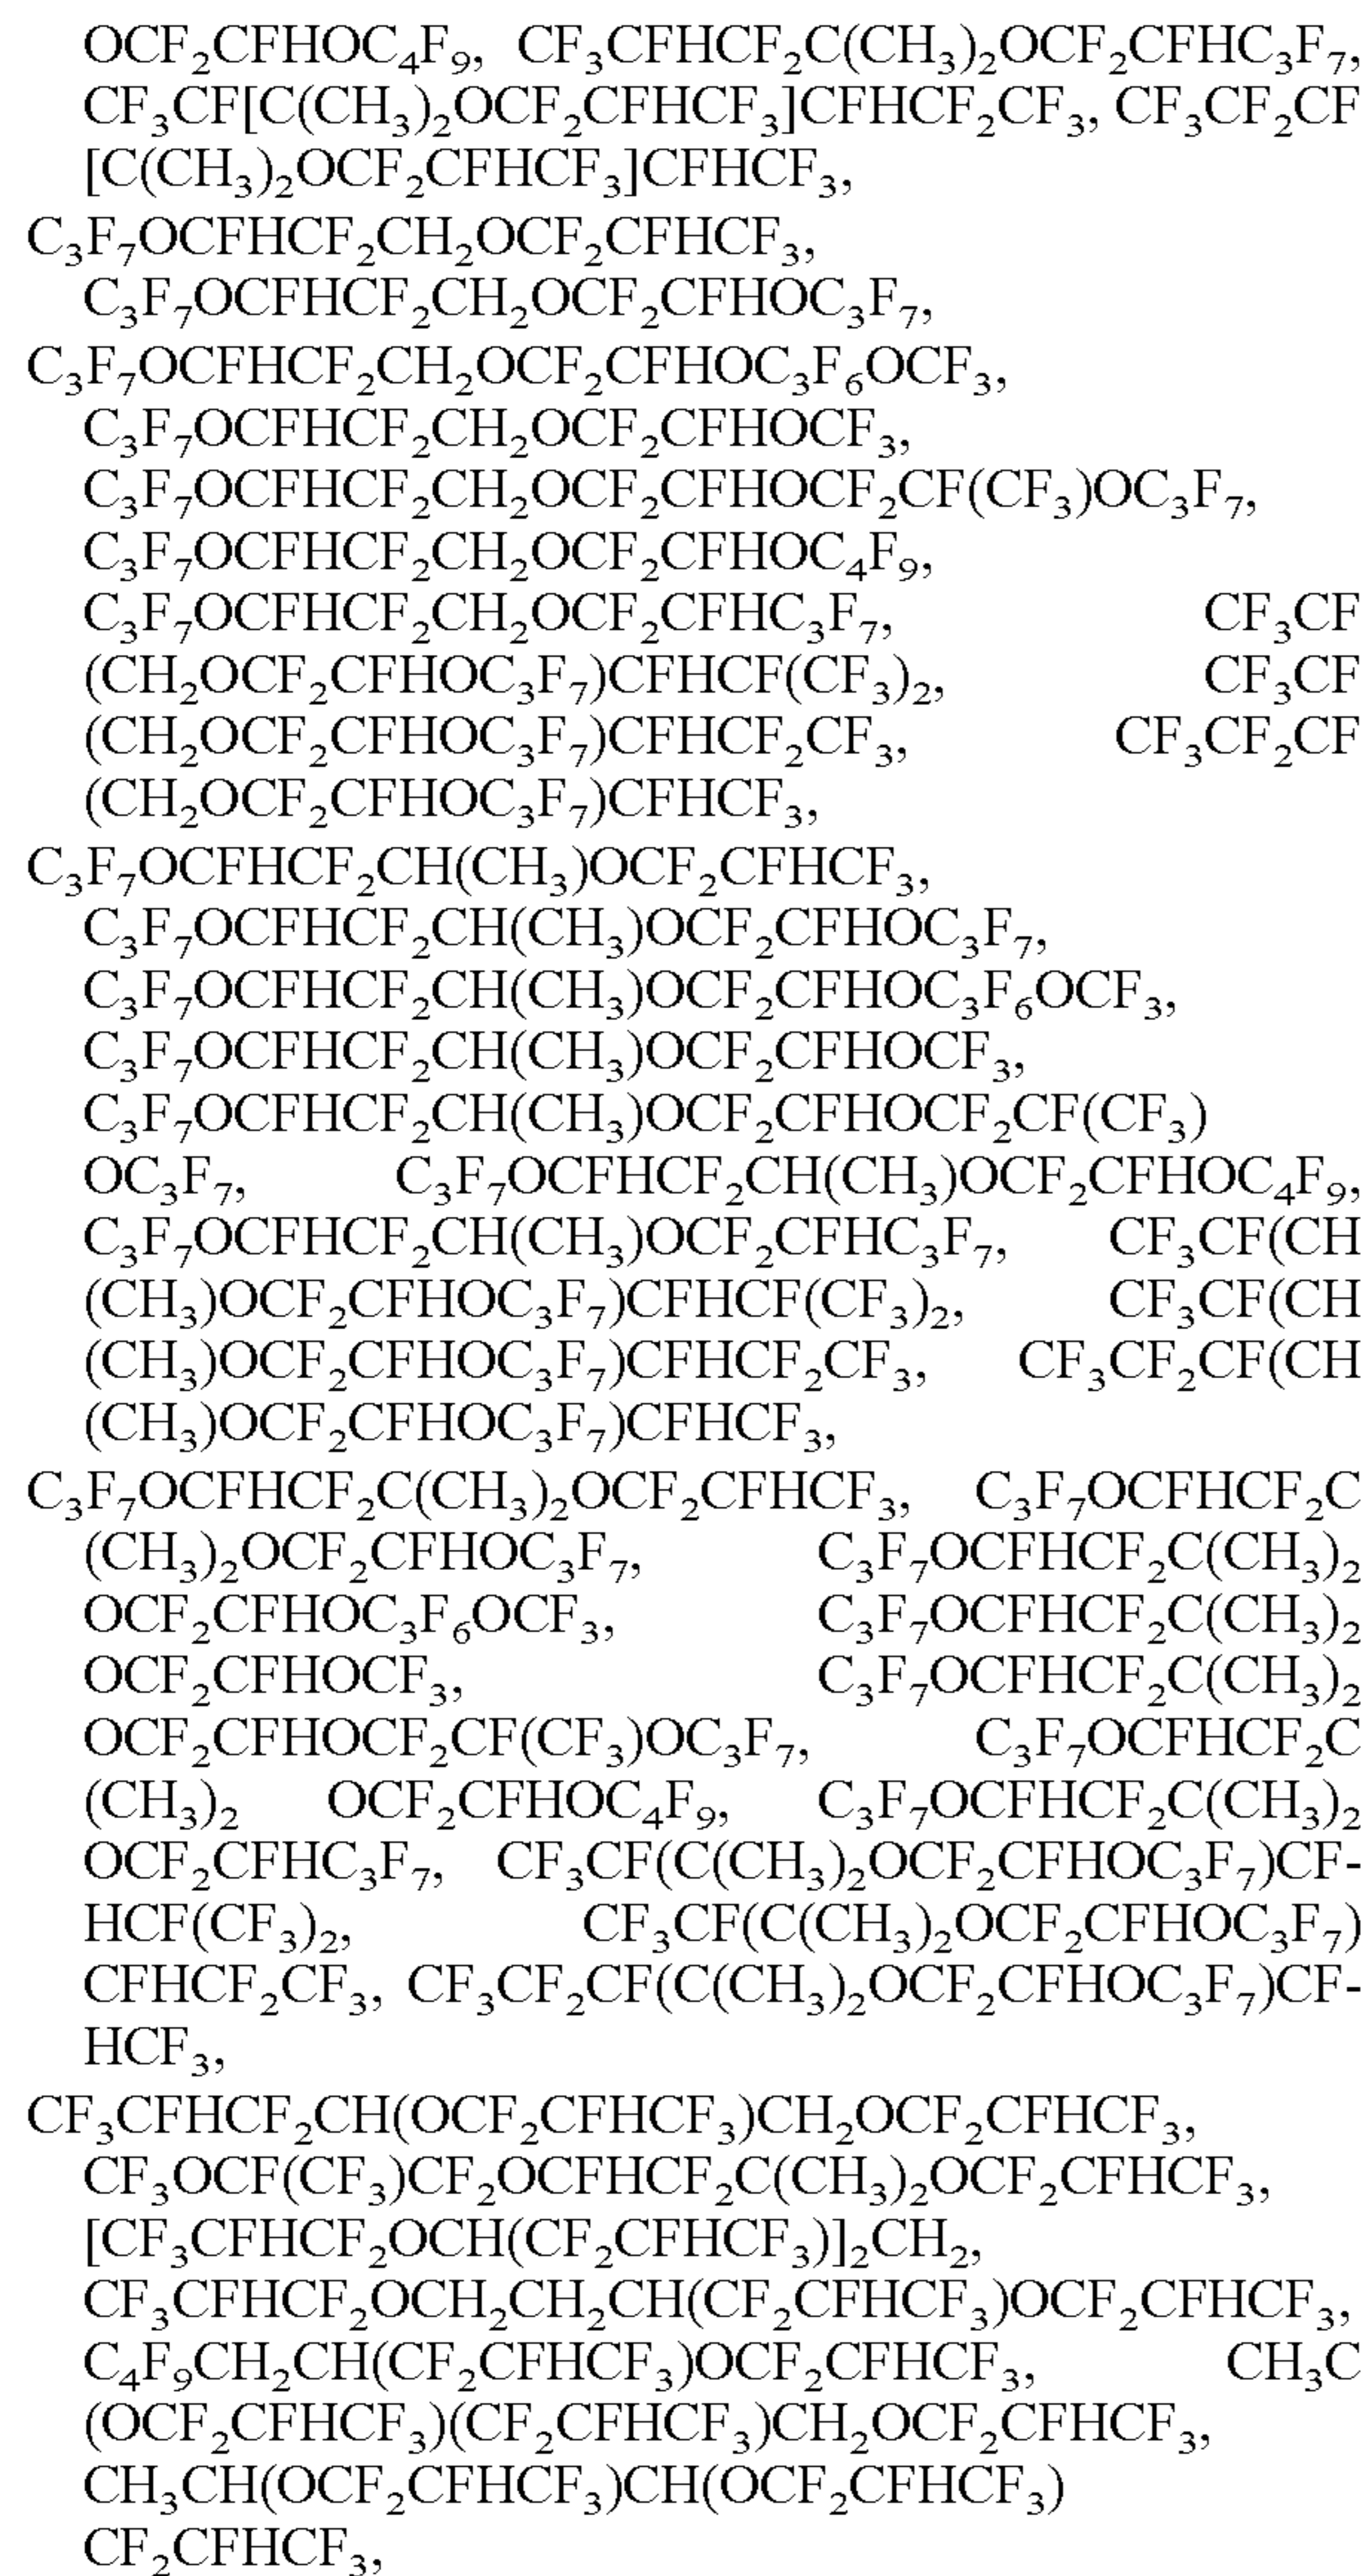 OCF₂CFHOC₄F₉, CF₃CFHCF₂C(CH₃)₂OCF₂CFHC₃F₇,
CF₃CF[C(CH₃)₂OCF₂CFHCF₃]CFHCF₂CF₃, CF₃CF₂CF
[C(CH₃)₂OCF₂CFHCF₃]CFHCF₃,
C₃F₇OCFHCF₂CH₂OCF₂CFHCF₃,
C₃F₇OCFHCF₂CH₂OCF₂CFHOC₃F₇,
C₃F₇OCFHCF₂CH₂OCF₂CFHOC₃F₆OCF₃,
C₃F₇OCFHCF₂CH₂OCF₂CFHOCF₃,
C₃F₇OCFHCF₂CH₂OCF₂CFHOCF₂CF(CF₃)OC₃F₇,
C₃F₇OCFHCF₂CH₂OCF₂CFHOC₄F₉,
C₃F₇OCFHCF₂CH₂OCF₂CFHC₃F₇, CF₃CF
(CH₂OCF₂CFHOC₃F₇)CFHCF(CF₃)₂, CF₃CF
(CH₂OCF₂CFHOC₃F₇)CFHCF₂CF₃, CF₃CF₂CF
(CH₂OCF₂CFHOC₃F₇)CFHCF₃,
C₃F₇OCFHCF₂CH(CH₃)OCF₂CFHCF₃,
C₃F₇OCFHCF₂CH(CH₃)OCF₂CFHOC₃F₇,
C₃F₇OCFHCF₂CH(CH₃)OCF₂CFHOC₃F₆OCF₃,
C₃F₇OCFHCF₂CH(CH₃)OCF₂CFHOCF₃,
C₃F₇OCFHCF₂CH(CH₃)OCF₂CFHOCF₂CF(CF₃)
OC₃F₇, C₃F₇OCFHCF₂CH(CH₃)OCF₂CFHOC₄F₉,
C₃F₇OCFHCF₂CH(CH₃)OCF₂CFHC₃F₇, CF₃CF(CH
(CH₃)OCF₂CFHOC₃F₇)CFHCF(CF₃)₂, CF₃CF(CH
(CH₃)OCF₂CFHOC₃F₇)CFHCF₂CF₃, CF₃CF₂CF(CH
(CH₃)OCF₂CFHOC₃F₇)CFHCF₃,
C₃F₇OCFHCF₂C(CH₃)₂OCF₂CFHCF₃, C₃F₇OCFHCF₂C
(CH₃)₂OCF₂CFHOC₃F₇, C₃F₇OCFHCF₂C(CH₃)₂
OCF₂CFHOC₃F₆OCF₃, C₃F₇OCFHCF₂C(CH₃)₂
OCF₂CFHOCF₃, C₃F₇OCFHCF₂C(CH₃)₂
OCF₂CFHOCF₂CF(CF₃)OC₃F₇, C₃F₇OCFHCF₂C
(CH₃)₂ OCF₂CFHOC₄F₉, C₃F₇OCFHCF₂C(CH₃)₂
OCF₂CFHC₃F₇, CF₃CF(C(CH₃)₂OCF₂CFHOC₃F₇)CF-
HCF(CF₃)₂, CF₃CF(C(CH₃)₂OCF₂CFHOC₃F₇)
CFHCF₂CF₃, CF₃CF₂CF(C(CH₃)₂OCF₂CFHOC₃F₇)CF-
HCF₃,
CF₃CFHCF₂CH(OCF₂CFHCF₃)CH₂OCF₂CFHCF₃,
CF₃OCF(CF₃)CF₂OCFHCF₂C(CH₃)₂OCF₂CFHCF₃,
[CF₃CFHCF₂OCH(CF₂CFHCF₃)]₂CH₂,
CF₃CFHCF₂OCH₂CH₂CH(CF₂CFHCF₃)OCF₂CFHCF₃,
C₄F₉CH₂CH(CF₂CFHCF₃)OCF₂CFHCF₃, CH₃C
(OCF₂CFHCF₃)(CF₂CFHCF₃)CH₂OCF₂CFHCF₃,
CH₃CH(OCF₂CFHCF₃)CH(OCF₂CFHCF₃)
CF₂CFHCF₃,